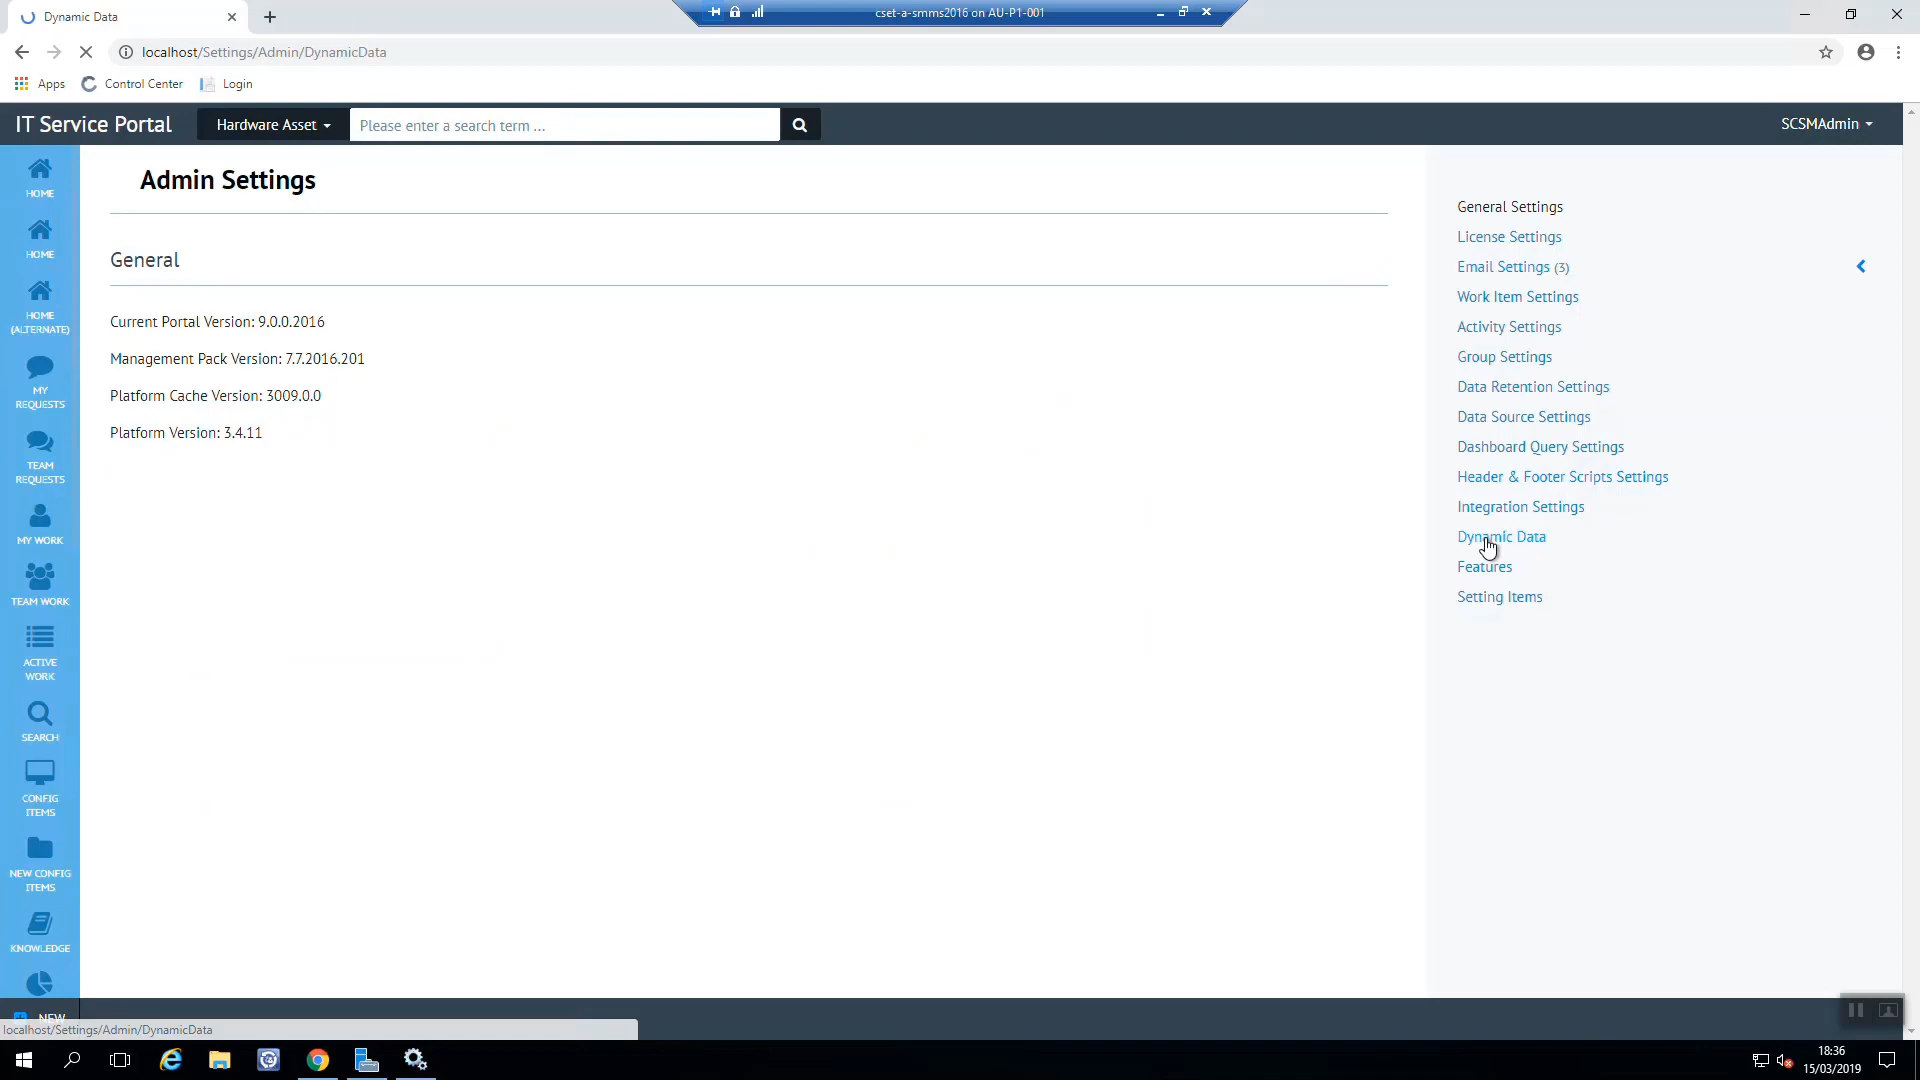 Dynamic Data
cset-a-smms2016 on AU-P1-001
localhost/Settings/Admin/DynamicData
Apps
Control Center
Login
IT Service Portal
Hardware Asset
Please enter a search term ...
SCSMAdmin
HOME
HOME
HOME
(ALTERNATE)
MY
REQUESTS
TEAM
REQUESTS
MY WORK
TEAM WORK
ACTIVE
WORK
SEARCH
CONFIG
ITEMS
NEW CONFIG
ITEMS
KNOWLEDGE
NEW
Admin Settings
General
Current Portal Version: 9.0.0.2016
Management Pack Version: 7.7.2016.201
Platform Cache Version: 3009.0.0
Platform Version: 3.4.11
General Settings
License Settings
Email Settings (3)
Work Item Settings
Activity Settings
Group Settings
Data Retention Settings
Data Source Settings
Dashboard Query Settings
Header & Footer Scripts Settings
Integration Settings
Dynamic Data
Features
Setting Items
localhost/Settings/Admin/DynamicData
18:36
15/03/2019